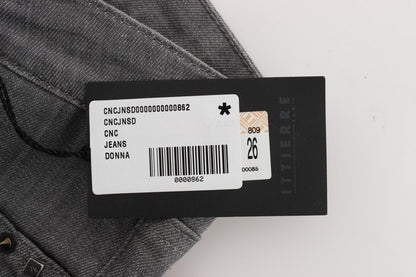 CNCJNSD0000000000862
CNCJNSD
CNC
JEANS
DONNA
0000862
*
809
26
00085
ITTIERRE